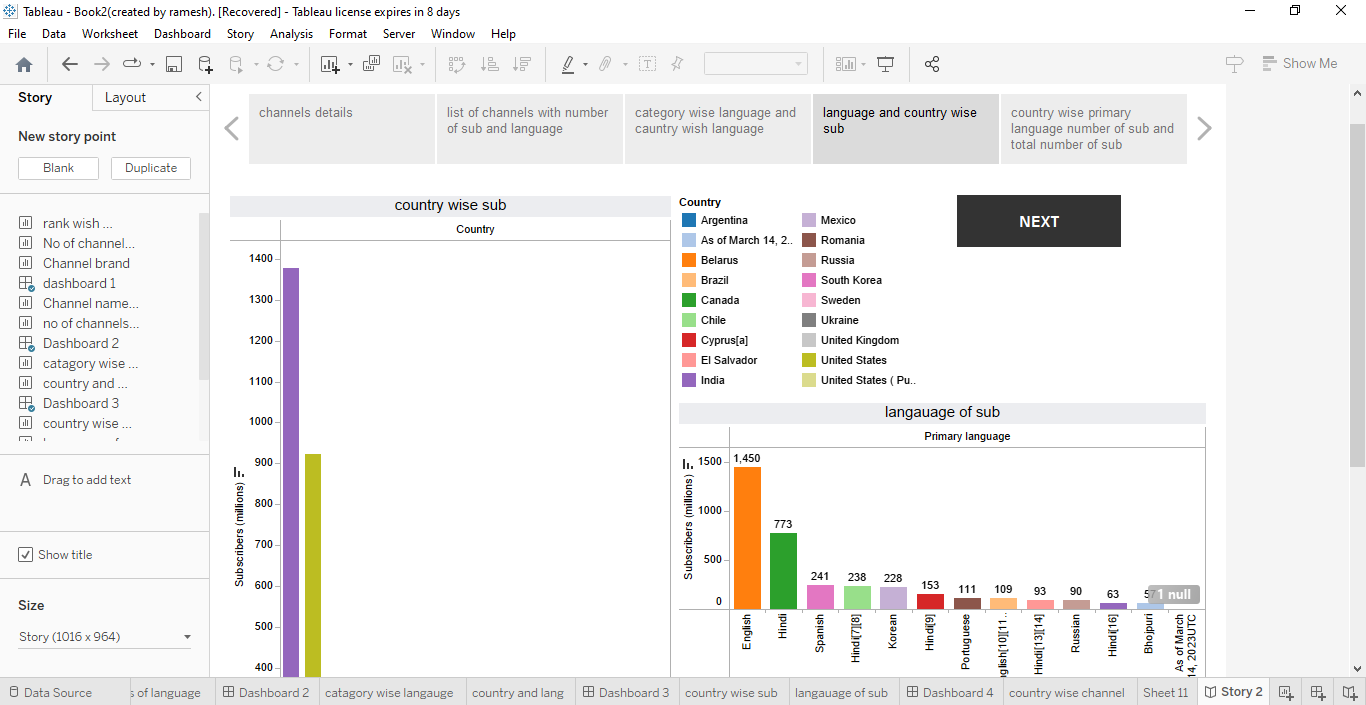 Tableau - Book2(created by ramesh). [Recovered] - Tableau license expires in 8 days
File Data Worksheet Dashboard Story Analysis Format Server Window Help
Show Me
Story Layout
New story point
Blank Duplicate
rank wish ...
No of channel...
Channel brand
dashboard 1
Channel name...
no of channels...
Dashboard 2
catagory wise ...
country and ...
Dashboard 3
country wise ...
A Drag to add text
Show title
Size
Story (1016 x 964)
channels details
list of channels with number
of sub and language
category wise language and
cauntry wish language
language and country wise
sub
country wise primary
language number of sub and
total number of sub
country wise sub
Country
1400
1300
1200
1100
1000
900
800
700
600
500
400
Subscribers (millions)
Country
Argentina
As of March 14, 2..
Belarus
Brazil
Canada
Chile
Cyprus[a]
El Salvador
India
Mexico
Romania
Russia
South Korea
Sweden
Ukraine
United Kingdom
United States
United States ( Pu..
NEXT
langauage of sub
Primary language
1500
1000
500
0
Subscribers (millions)
1,450
773
241
238
228
153
111
109
93
90
63
1 null
English
Hindi
Spanish
Hindi[7][8]
Korean
Hindi[9]
Portuguese
nglish[10][11..
Hindi[13][14]
Russian
Hindi[16]
Bhojpuri
As of March
14, 2023UTC
Data Source
s of language
Dashboard 2
catagory wise langauge
country and lang
Dashboard 3
country wise sub
langauage of sub
Dashboard 4
country wise channel
Sheet 11
Story 2